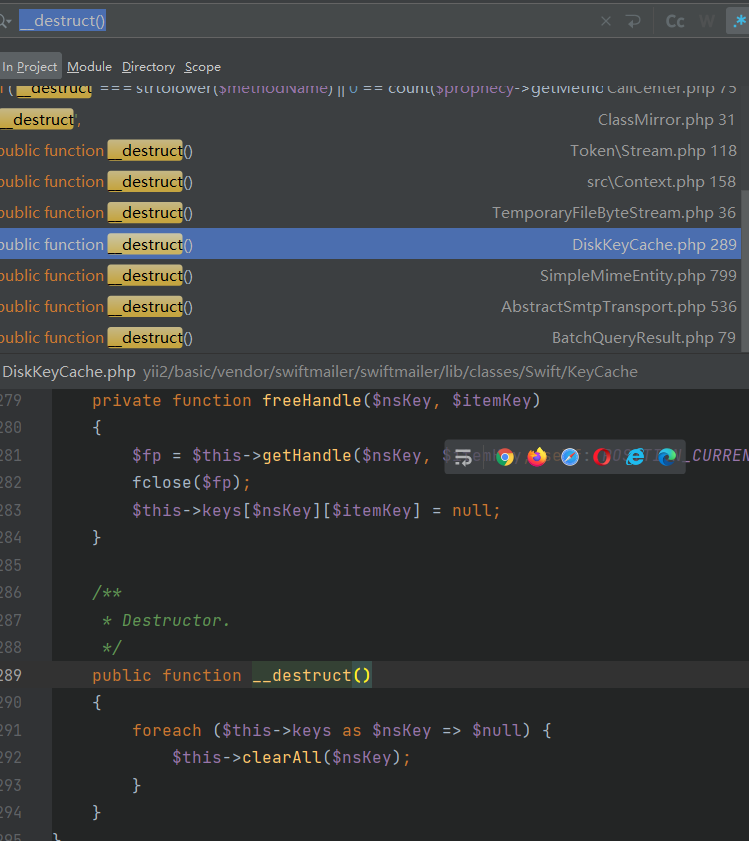 __destruct()
Cc W .*
In Project Module Directory Scope
if ('__destruct' === strtolower($methodName) || 0 == count($prophecy->getMethod CallCenter.php 75
__destruct', ClassMirror.php 31
public function __destruct() Token\Stream.php 118
public function __destruct() src\Context.php 158
public function __destruct() TemporaryFileByteStream.php 36
public function __destruct() DiskKeyCache.php 289
public function __destruct() SimpleMimeEntity.php 799
public function __destruct() AbstractSmtpTransport.php 536
public function __destruct() BatchQueryResult.php 79
DiskKeyCache.php yii2/basic/vendor/swiftmailer/swiftmailer/lib/classes/Swift/KeyCache
279 private function freeHandle($nsKey, $itemKey)
280 {
281 $fp = $this->getHandle($nsKey, $itemKey, _CURREN
282 fclose($fp);
283 $this->keys[$nsKey][$itemKey] = null;
284 }
285
286 /**
287 * Destructor.
288 */
289 public function __destruct()
290 {
291 foreach ($this->keys as $nsKey => $null) {
292 $this->clearAll($nsKey);
293 }
294 }
295 }